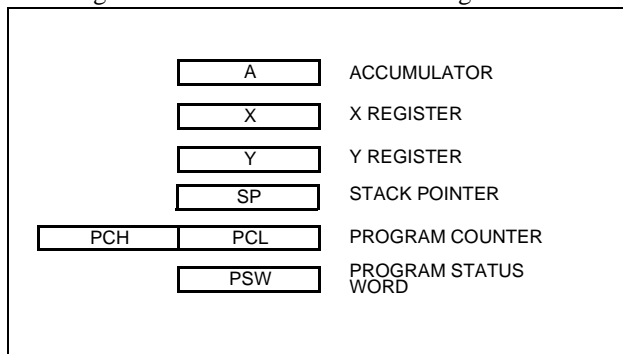 A ACCUMULATOR
X X REGISTER
Y Y REGISTER
SP STACK POINTER
PCH PCL PROGRAM COUNTER
PSW PROGRAM STATUS
WORD